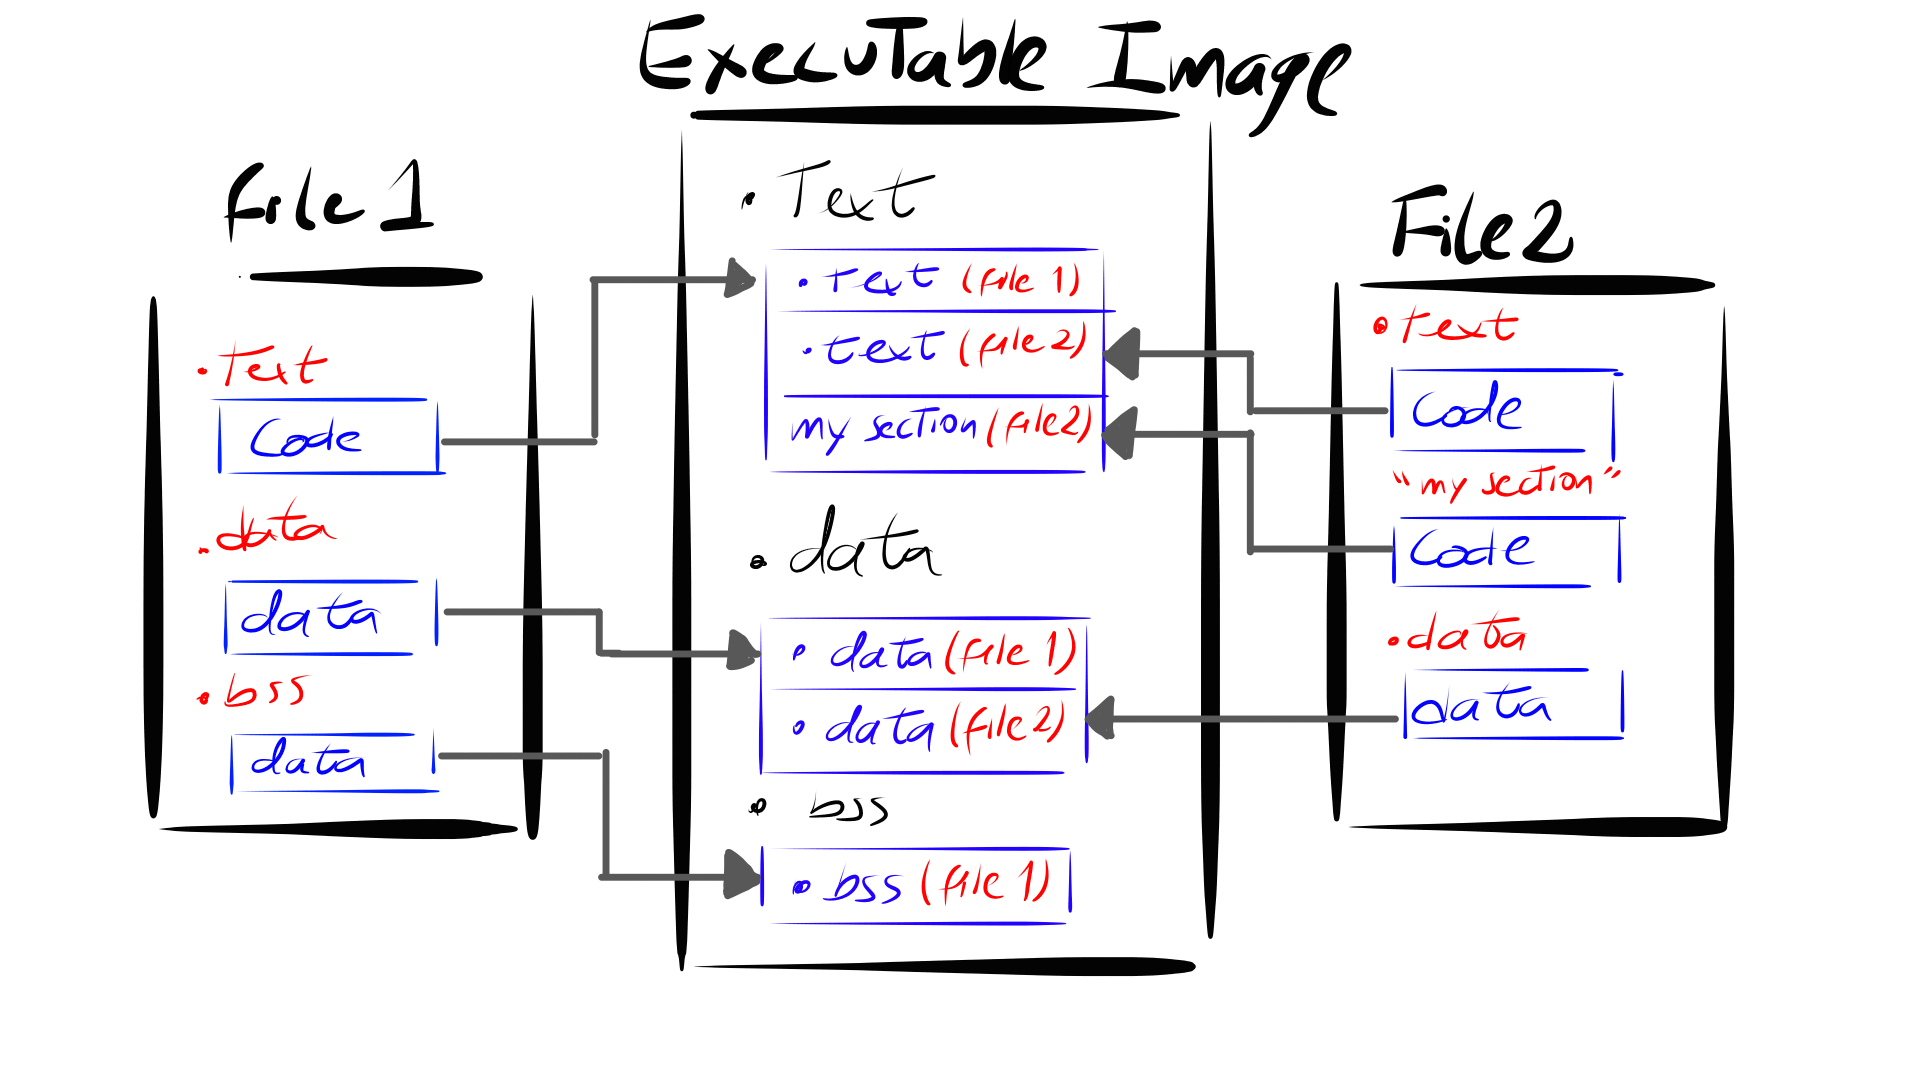 Executable Image
File 1
.Text
Code
.data
data
.bss
data
.Text
.Text (file 1)
.text (file 2)
my section (file 2)
.data
.data (file 1)
.data (file 2)
.bss
.bss (file 1)
File 2
.text
Code
"my section"
Code
.data
data